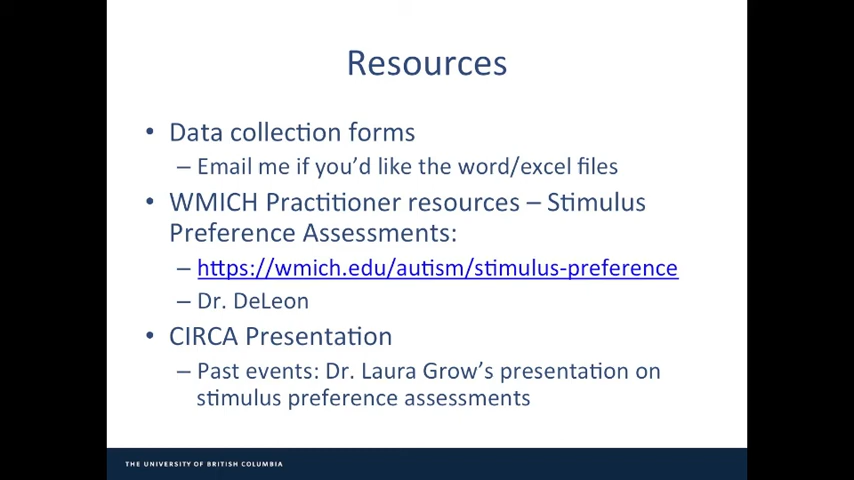 Resources
• Data collection forms
– Email me if you'd like the word/excel files
• WMICH Practitioner resources – Stimulus
Preference Assessments:
– https://wmich.edu/autism/stimulus-preference
– Dr. DeLeon
• CIRCA Presentation
– Past events: Dr. Laura Grow's presentation on
stimulus preference assessments
THE UNIVERSITY OF BRITISH COLUMBIA